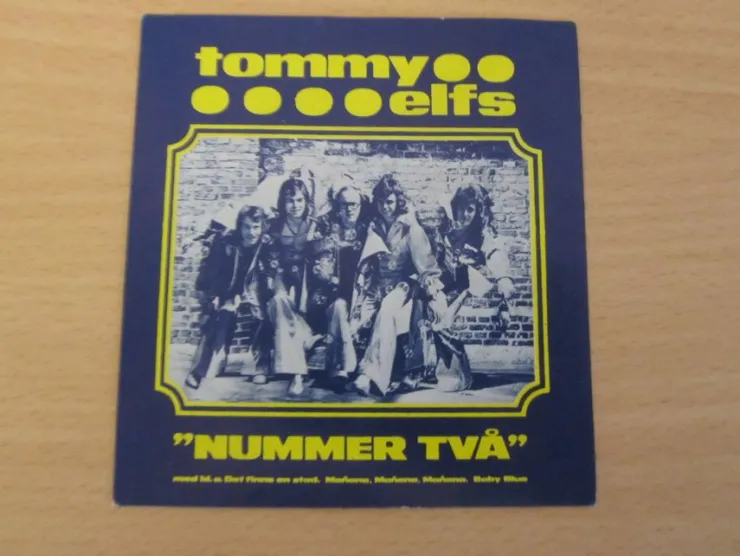 tommy
elfs
"NUMMER TVÅ"
med bl.a. Det finns en stad. Mañana, Mañana, Mañana. Baby Blue